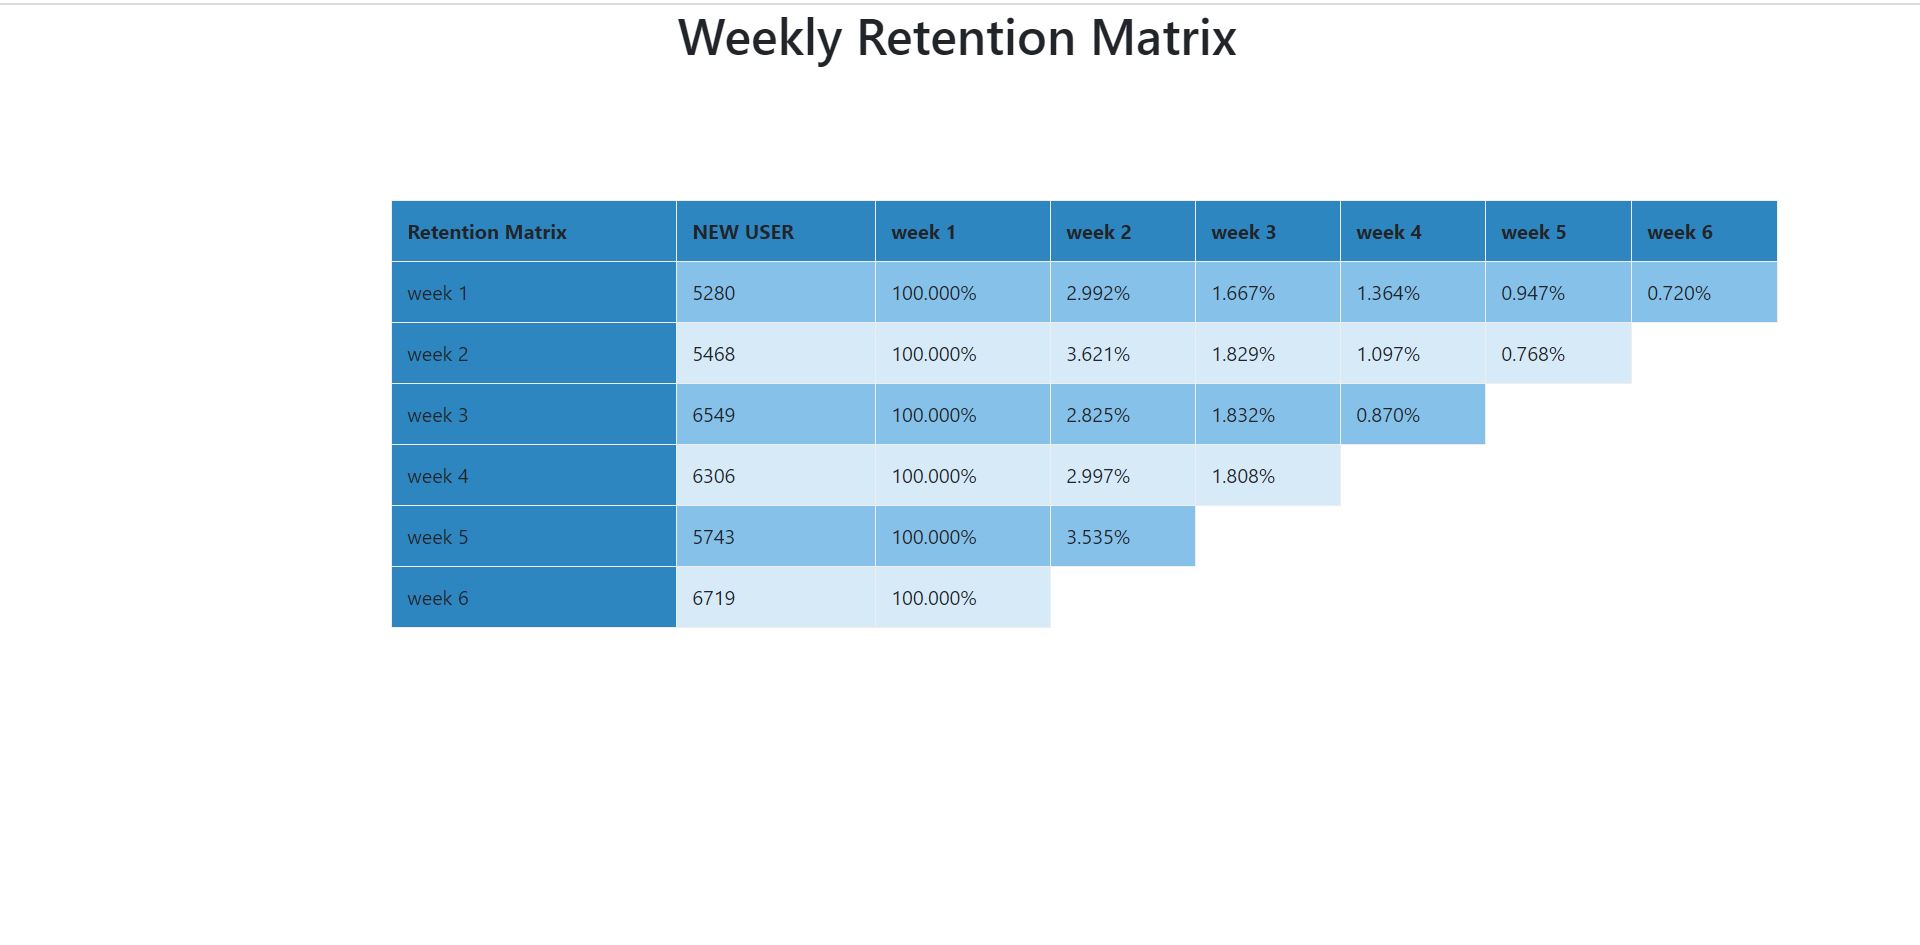 Weekly Retention Matrix
Retention Matrix NEW USER week 1 week 2 week 3 week 4 week 5 week 6
week 1 5280 100.000% 2.992% 1.667% 1.364% 0.947% 0.720%
week 2 5468 100.000% 3.621% 1.829% 1.097% 0.768%
week 3 6549 100.000% 2.825% 1.832% 0.870%
week 4 6306 100.000% 2.997% 1.808%
week 5 5743 100.000% 3.535%
week 6 6719 100.000%